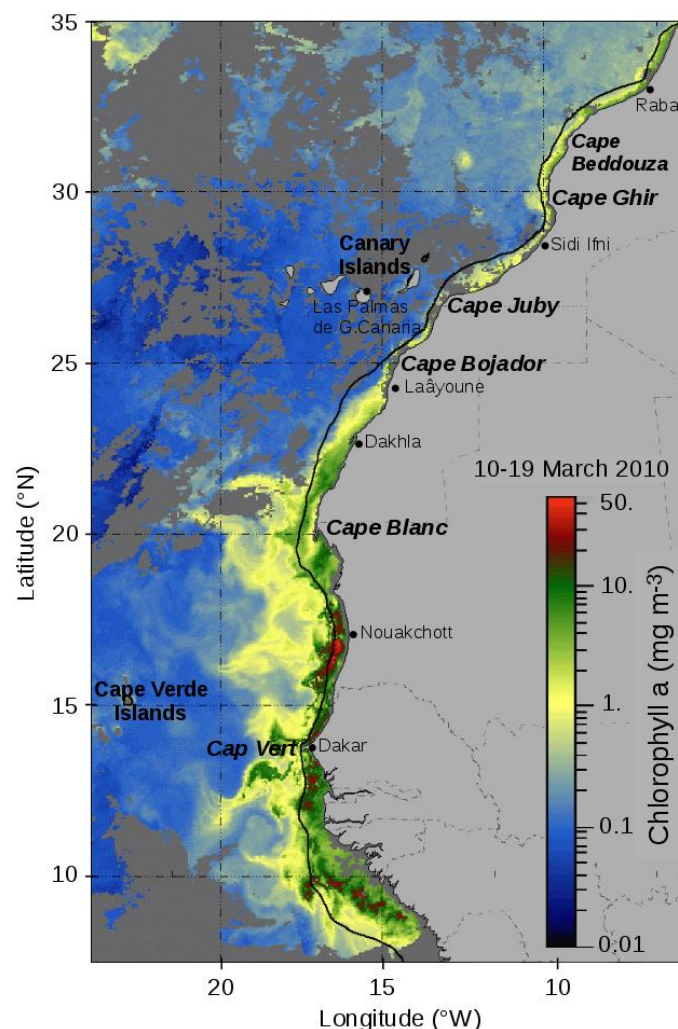 35
30
25
20
15
10
Latitude (°N)
Raba
Cape
Beddouza
Cape Ghir
Sidi Ifni
Canary
Islands
Las Palmas
de G.Canaria
Cape Juby
Cape Bojador
Laâyoune
Dakhla
10-19 March 2010
Cape Blanc
Nouakchott
Cape Verde
Islands
Cap Vert
Dakar
50.
10.
1.
0.1
0.01
Chlorophyll a (mg m-3)
20
15
10
Longitude (°W)